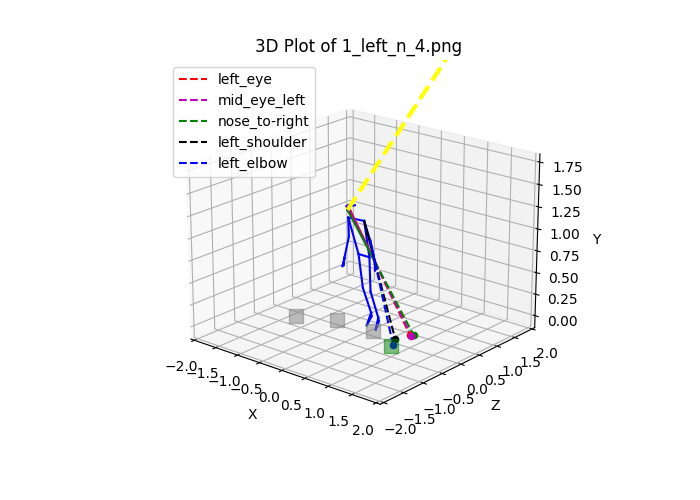 3D Plot of 1_left_n_4.png
left_eye
mid_eye_left
nose_to-right
left_shoulder
left_elbow
1.75
1.50
1.25
1.00
0.75
0.50
0.25
0.00
Y
−2.0
−1.5
−1.0
−0.5
0.0
0.5
1.0
1.5
2.0
X
−2.0
−1.5
−1.0
−0.5
0.0
0.5
1.0
1.5
2.0
Z